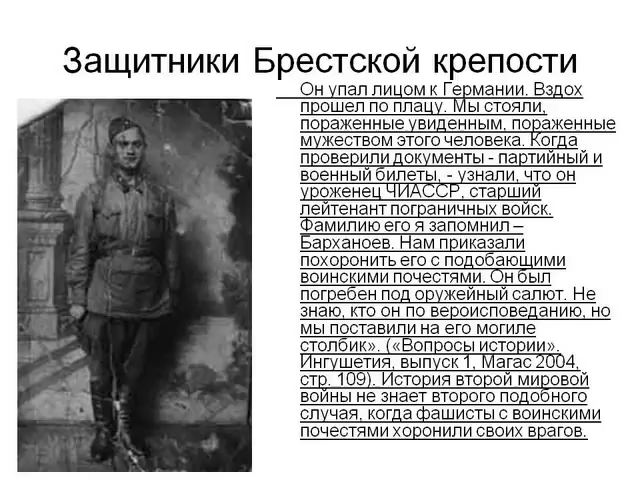 Защитники Брестской крепости
Он упал лицом к Германии. Вздох
прошел по плацу. Мы стояли,
пораженные увиденным, пораженные
мужеством этого человека. Когда
проверили документы - партийный и
военный билеты, - узнали, что он
уроженец ЧИАССР, старший
лейтенант пограничных войск.
Фамилию его я запомнил –
Барханоев. Нам приказали
похоронить его с подобающими
воинскими почестями. Он был
погребен под оружейный салют. Не
знаю, кто он по вероисповеданию, но
мы поставили на его могиле
столбик». («Вопросы истории».
Ингушетия, выпуск 1, Магас 2004,
стр. 109). История второй мировой
войны не знает второго подобного
случая, когда фашисты с воинскими
почестями хоронили своих врагов.